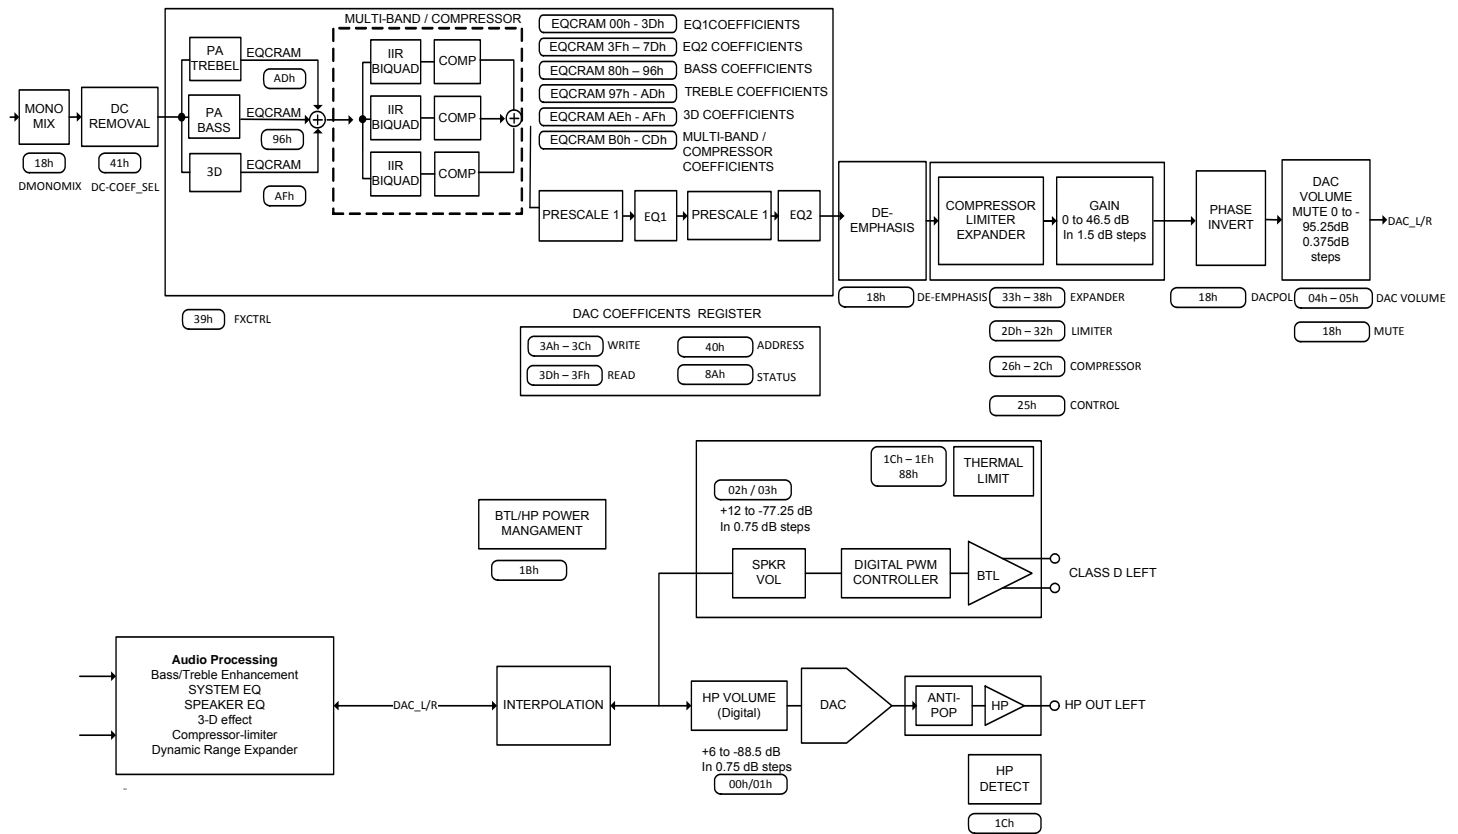 MULTI-BAND / COMPRESSOR
PA
TREBEL
EQCRAM
ADh
PA
BASS
EQCRAM
96h
3D
EQCRAM
AFh
MONO
MIX
18h
DMONOMIX
DC
REMOVAL
41h
DC-COEF_SEL
IIR
BIQUAD
COMP
IIR
BIQUAD
COMP
IIR
BIQUAD
COMP
EQCRAM 00h - 3Dh EQ1COEFFICIENTS
EQCRAM 3Fh – 7Dh EQ2 COEFFICIENTS
EQCRAM 80h – 96h BASS COEFFICIENTS
EQCRAM 97h - ADh TREBLE COEFFICIENTS
EQCRAM AEh - AFh 3D COEFFICIENTS
EQCRAM B0h - CDh MULTI-BAND /
COMPRESSOR
COEFFICIENTS
PRESCALE 1
EQ1
PRESCALE 1
EQ2
DE-
EMPHASIS
COMPRESSOR
LIMITER
EXPANDER
GAIN
0 to 46.5 dB
In 1.5 dB steps
PHASE
INVERT
DAC
VOLUME
MUTE 0 to -
95.25dB
0.375dB
steps
DAC_L/R
18h DE-EMPHASIS
33h – 38h EXPANDER
2Dh – 32h LIMITER
26h – 2Ch COMPRESSOR
25h CONTROL
18h DACPOL
04h – 05h DAC VOLUME
18h MUTE
39h FXCTRL
DAC COEFFICENTS REGISTER
3Ah – 3Ch WRITE
40h ADDRESS
3Dh – 3Fh READ
8Ah STATUS
1Ch – 1Eh
88h
THERMAL
LIMIT
02h / 03h
+12 to -77.25 dB
In 0.75 dB steps
BTL/HP POWER
MANGAMENT
1Bh
SPKR
VOL
DIGITAL PWM
CONTROLLER
BTL
CLASS D LEFT
Audio Processing
Bass/Treble Enhancement
SYSTEM EQ
SPEAKER EQ
3-D effect
Compressor-limiter
Dynamic Range Expander
-
DAC_L/R
INTERPOLATION
HP VOLUME
(Digital)
DAC
ANTI-
POP
HP
HP OUT LEFT
+6 to -88.5 dB
In 0.75 dB steps
00h/01h
HP
DETECT
1Ch